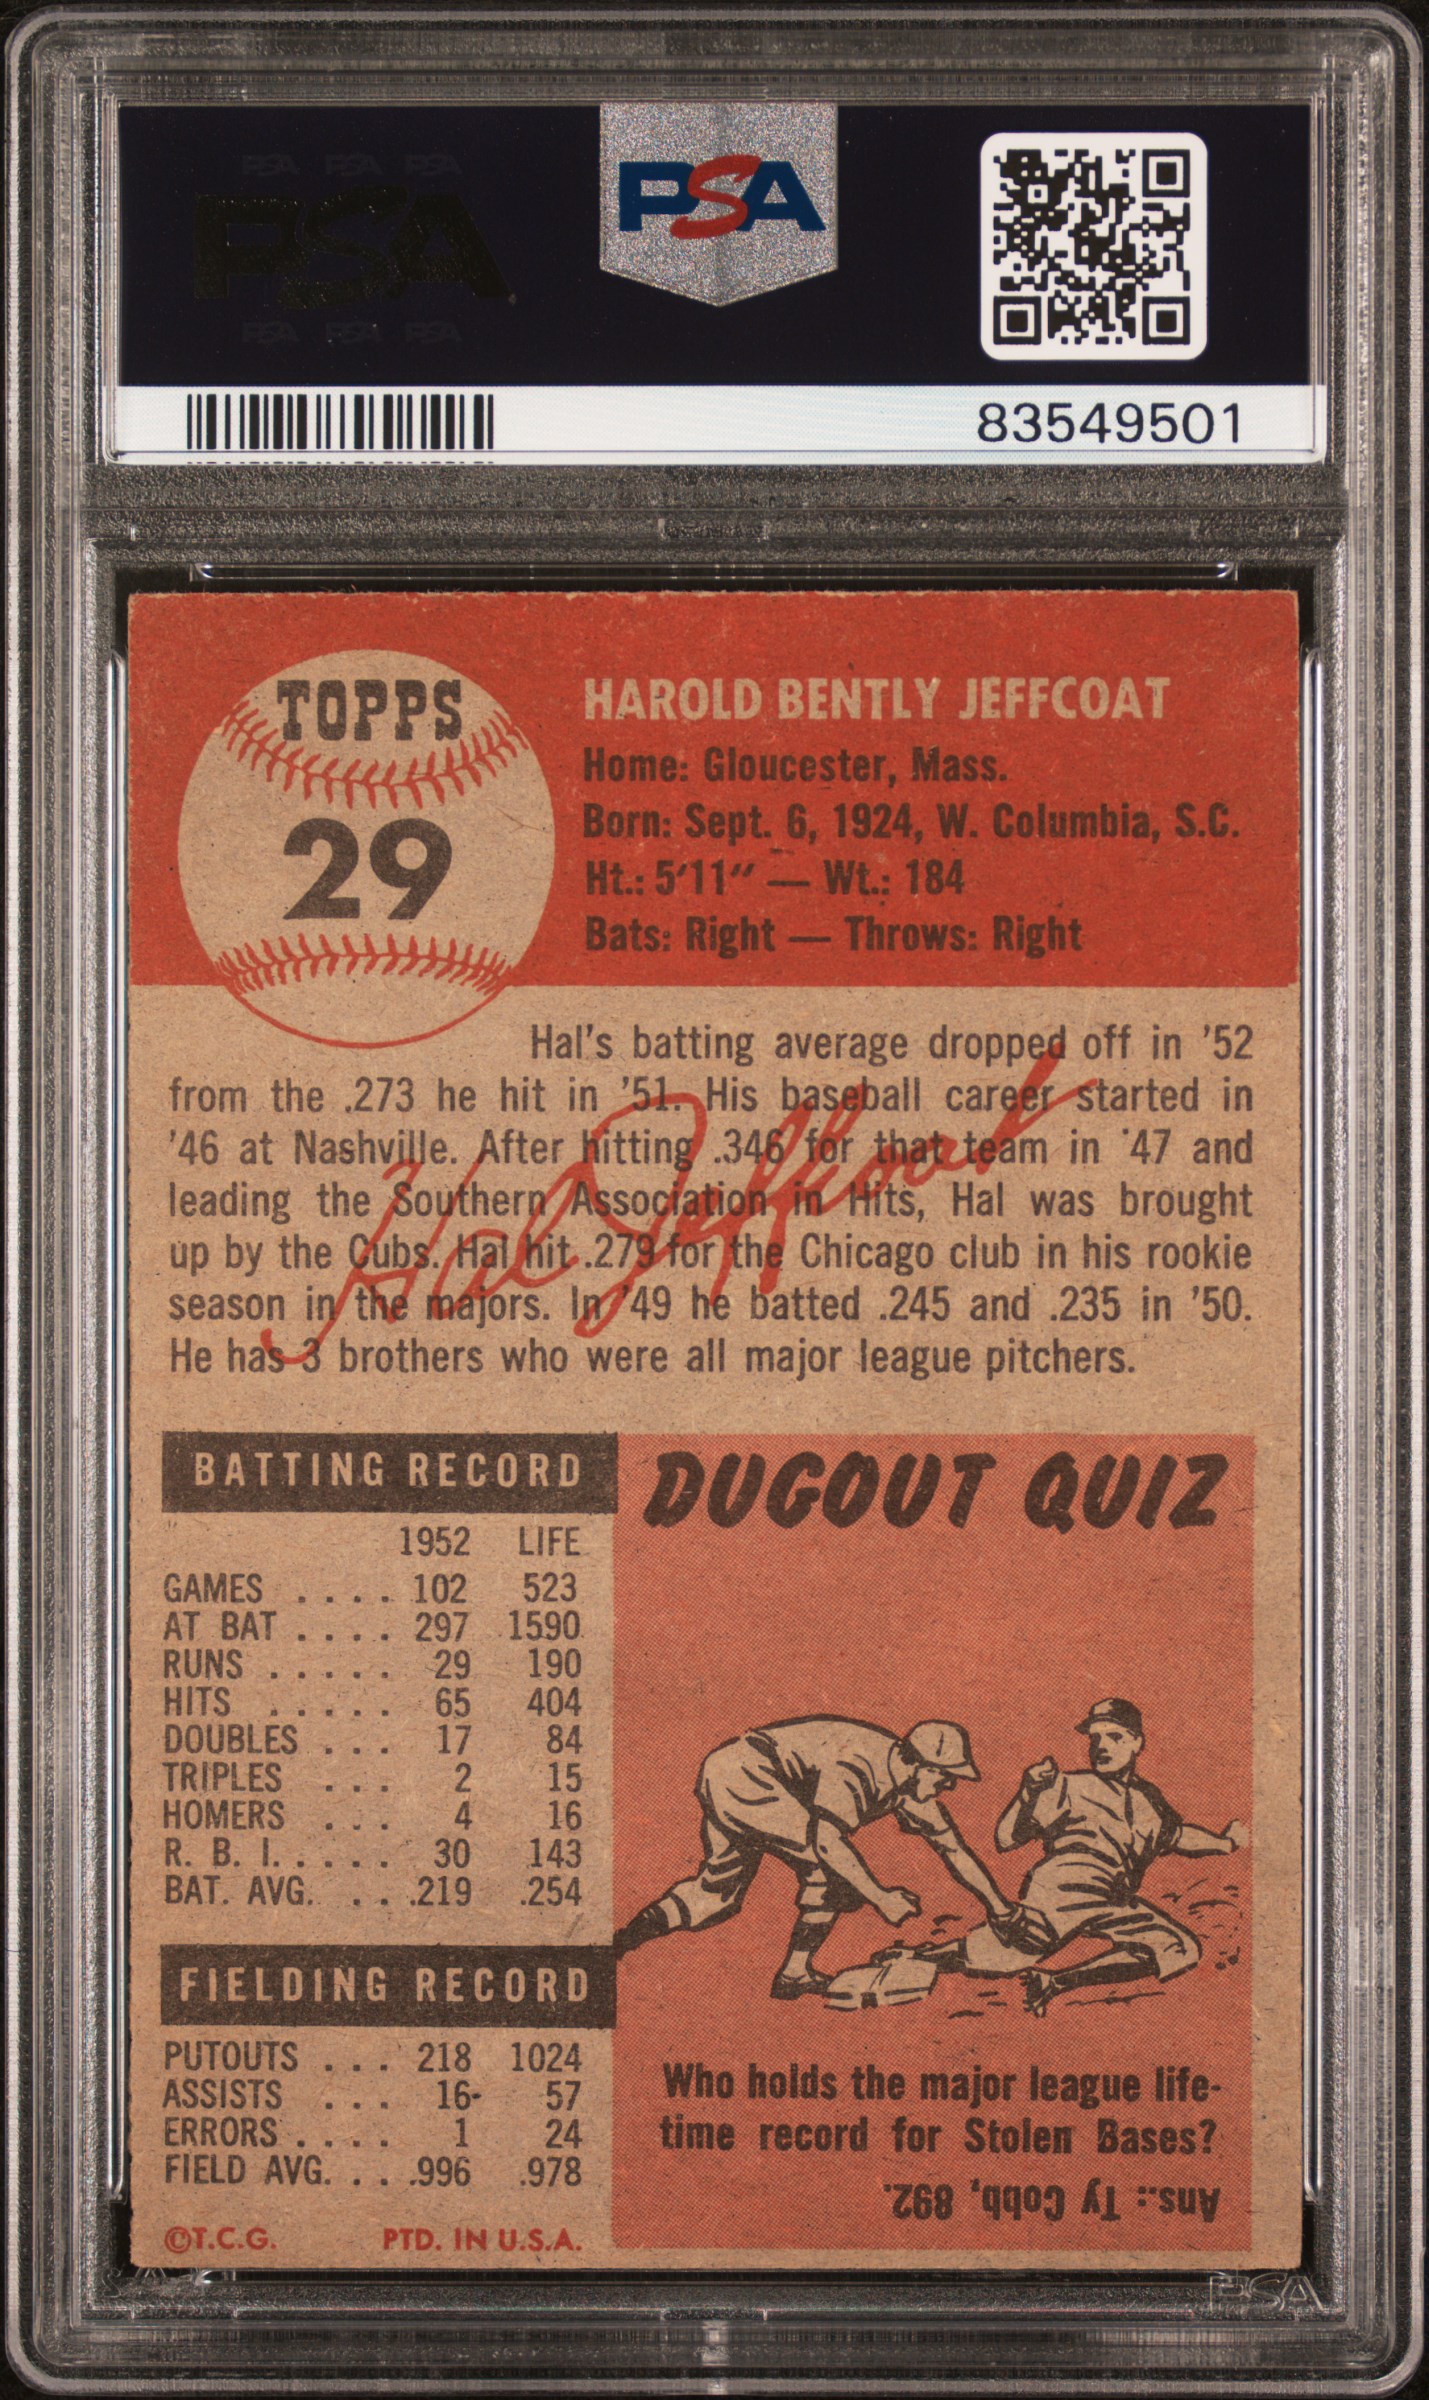 PSA PSA PSA
PSA
PSA PSA PSA
PSA
83549501
TOPPS
29
HAROLD BENTLY JEFFCOAT
Home: Gloucester, Mass.
Born: Sept. 6, 1924, W. Columbia, S.C.
Ht.: 5'11" — Wt.: 184
Bats: Right — Throws: Right
Hal's batting average dropped off in '52
from the .273 he hit in '51. His baseball career started in
'46 at Nashville. After hitting .346 for that team in '47 and
leading the Southern Association in Hits, Hal was brought
up by the Cubs. Hal hit .279 for the Chicago club in his rookie
season in the majors. In '49 he batted .245 and .235 in '50.
He has 3 brothers who were all major league pitchers.
Hal Jeffcoat
BATTING RECORD
1952 LIFE
GAMES .... 102 523
AT BAT .... 297 1590
RUNS ..... 29 190
HITS ..... 65 404
DOUBLES ... 17 84
TRIPLES ... 2 15
HOMERS ... 4 16
R. B. I. ..... 30 143
BAT. AVG. ... .219 .254
FIELDING RECORD
PUTOUTS ... 218 1024
ASSISTS ... 16- 57
ERRORS .... 1 24
FIELD AVG. ... .996 .978
©T.C.G. PTD. IN U.S.A.
DUGOUT QUIZ
Who holds the major league life-
time record for Stolen Bases?
Ans.: Ty Cobb, 892.
PSA